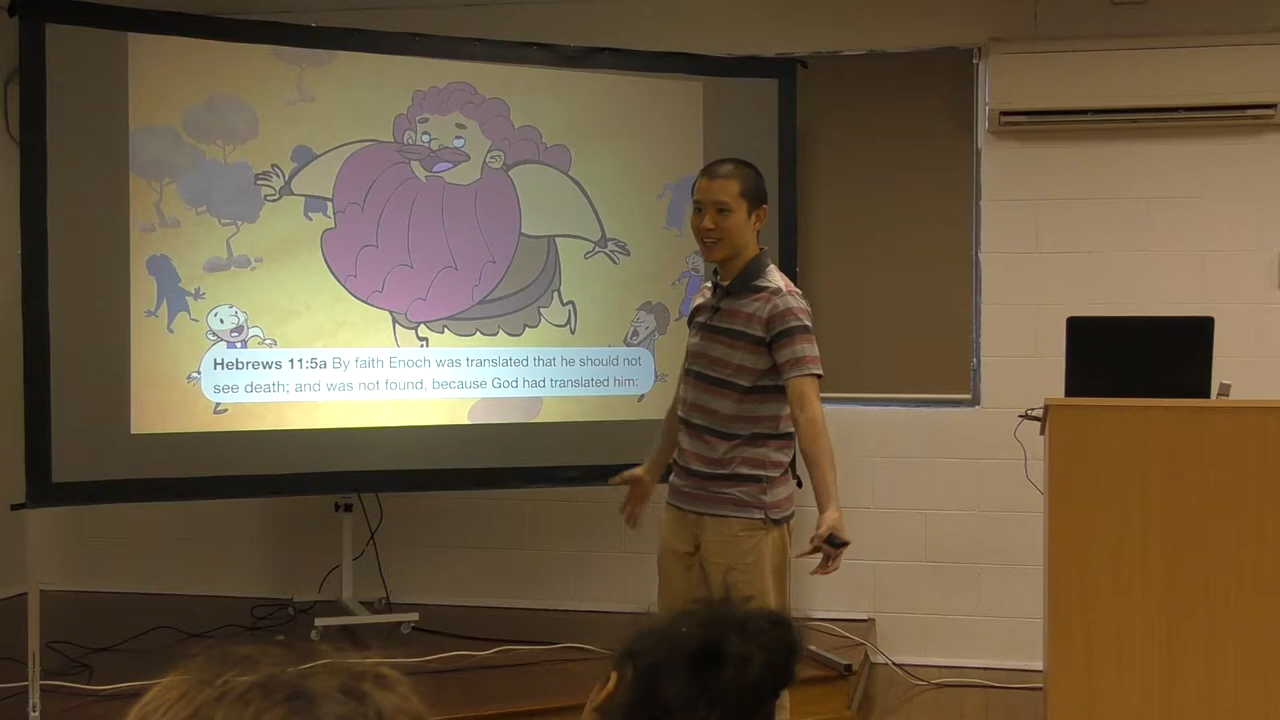 Hebrews 11:5a By faith Enoch was translated that he should not
see death; and was not found, because God had translated him: